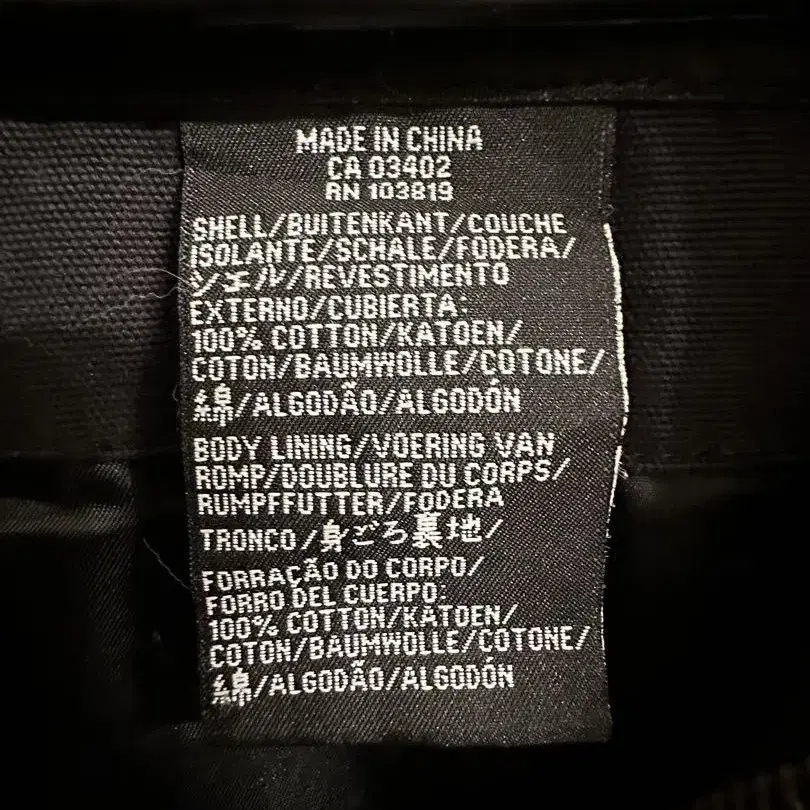 MADE IN CHINA
CA 03402
RN 103819
SHELL/BUITENKANT/COUCHE
ISOLANTE/SCHALE/FODERA/
シェル/REVESTIMENTO
EXTERNO/CUBIERTA:
100% COTTON/KATOEN/
COTON/BAUMWOLLE/COTONE/
綿/ALGODÃO/ALGODÓN
BODY LINING/VOERING VAN
ROMP/DOUBLURE DU CORPS/
RUMPFFUTTER/FODERA
TRONCO/身ごろ裏地/
FORRAÇÃO DO CORPO/
FORRO DEL CUERPO:
100% COTTON/KATOEN/
COTON/BAUMWOLLE/COTONE/
綿/ALGODÃO/ALGODÓN